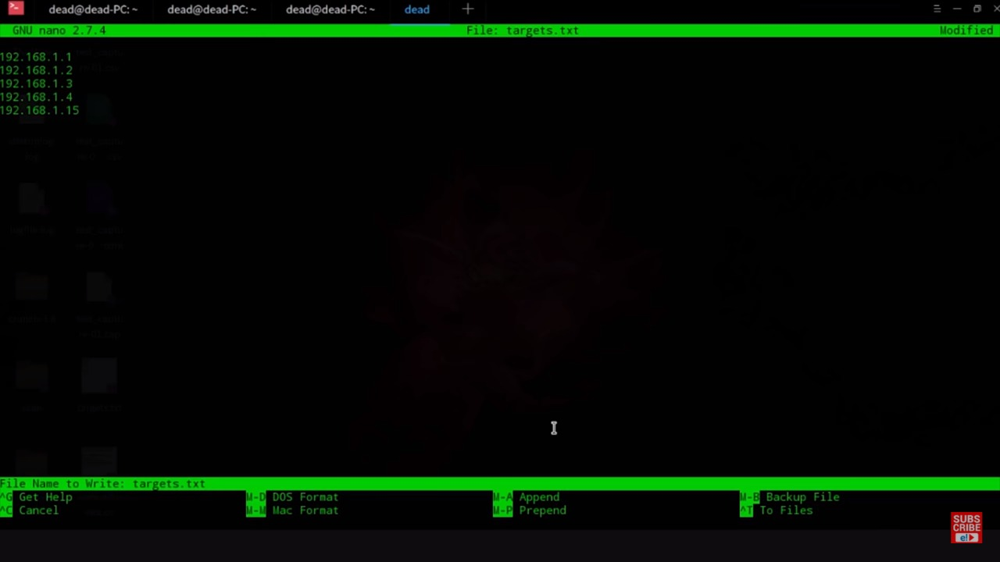 dead@dead-PC: ~ dead@dead-PC: ~ dead@dead-PC: ~ dead
GNU nano 2.7.4 File: targets.txt Modified
192.168.1.1
192.168.1.2
192.168.1.3
192.168.1.4
192.168.1.15
File Name to Write: targets.txt
^G Get Help M-D DOS Format M-A Append M-B Backup File
^C Cancel M-M Mac Format M-P Prepend ^T To Files
SUBS
CRIBE
e!